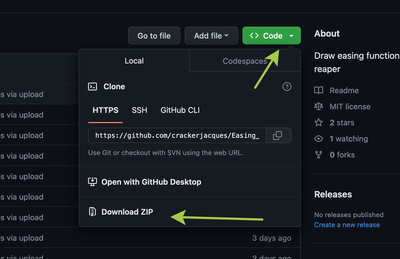 Go to file
Add file
Code
About
Draw easing function
reaper
Local
Codespaces
Clone
HTTPS
SSH
GitHub CLI
https://github.com/crackerjacques/Easing_
Use Git or checkout with SVN using the web URL.
Open with GitHub Desktop
Download ZIP
s via upload
s via upload
s via upload
s via upload
s via upload
s via upload
s via upload
s via upload
3 days ago
3 days ago
Readme
MIT license
2 stars
1 watching
0 forks
Releases
No releases published
Create a new release